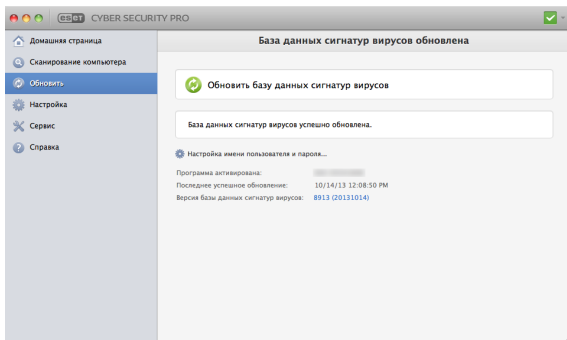 eset CYBER SECURITY PRO
Домашняя страница
Сканирование компьютера
Обновить
Настройка
Сервис
Справка
База данных сигнатур вирусов обновлена
Обновить базу данных сигнатур вирусов
База данных сигнатур вирусов успешно обновлена.
Настройка имени пользователя и пароля...
Программа активирована:
Последнее успешное обновление: 10/14/13 12:08:50 PM
Версия базы данных сигнатур вирусов: 8913 (20131014)